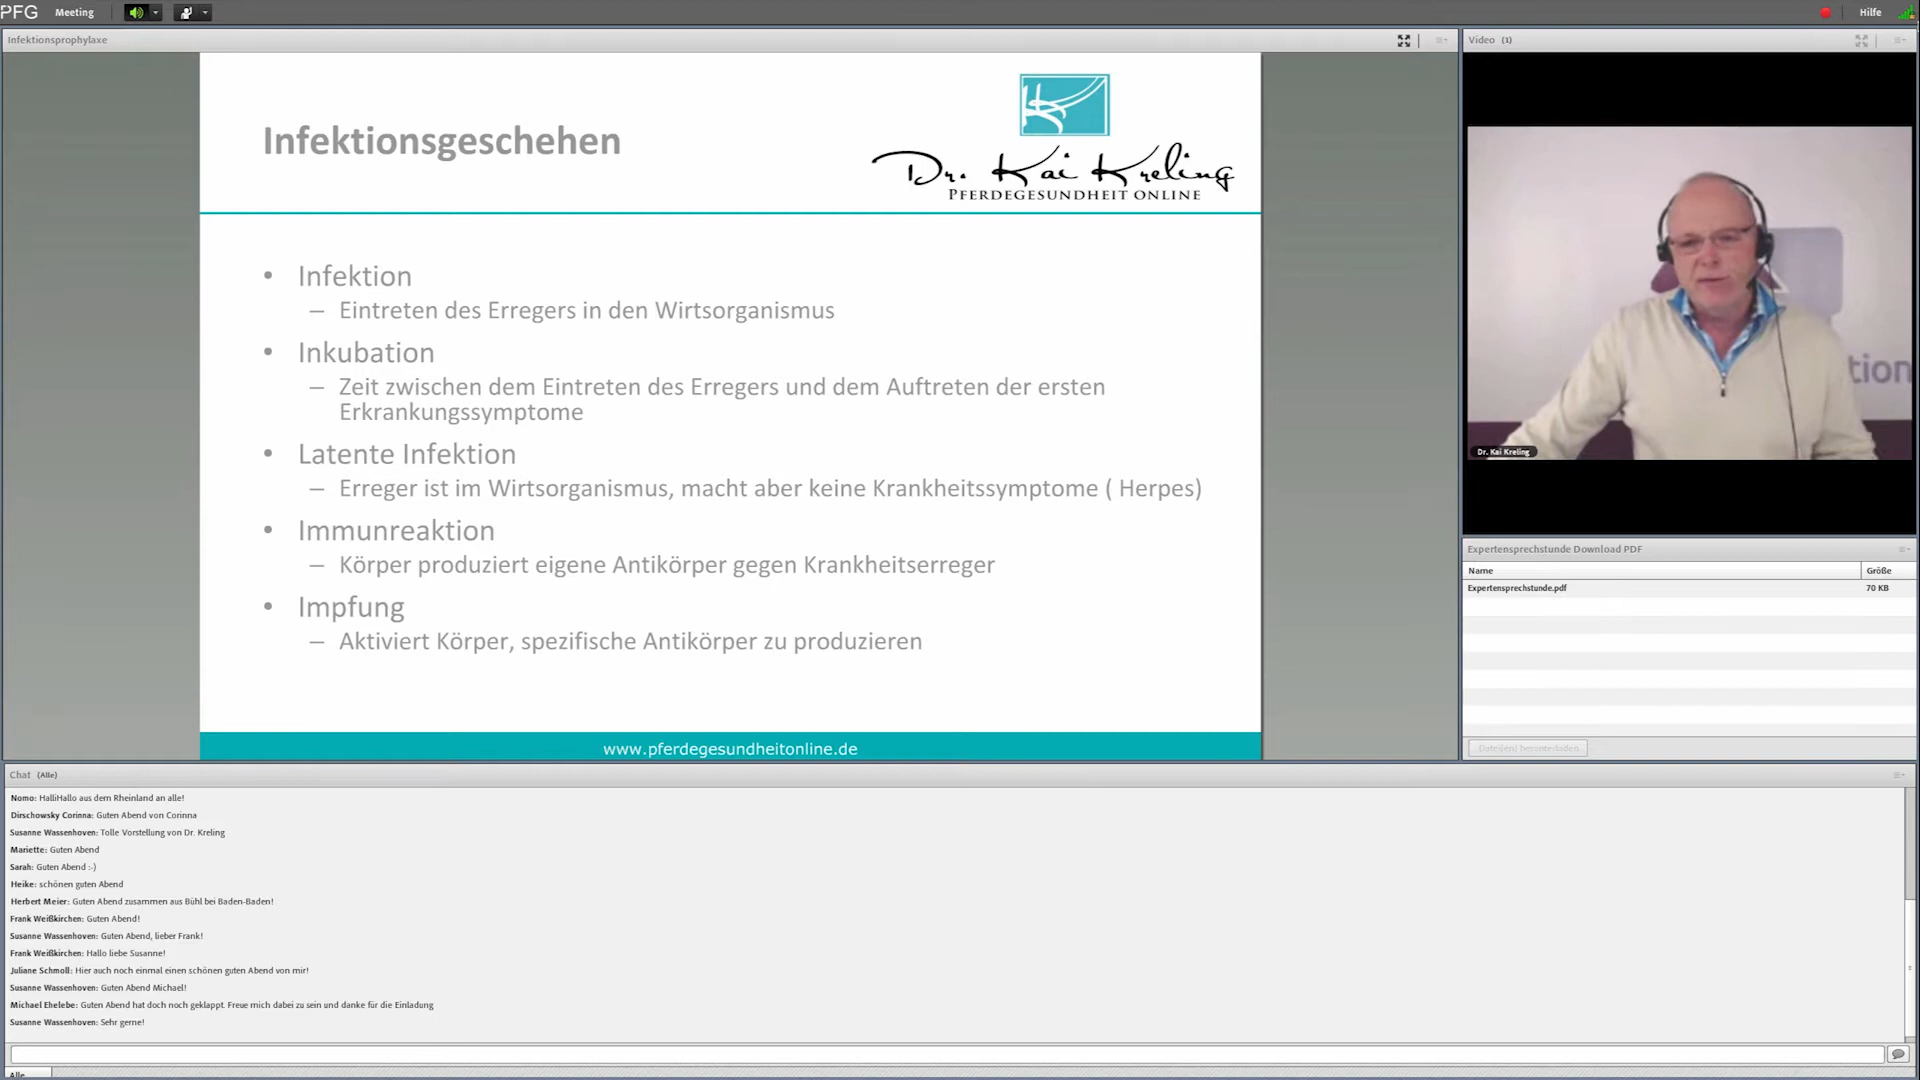 PFG
Meeting
Hilfe
Infektionsprophylaxe
Infektionsgeschehen
Dr. Kai Kreling
PFERDEGESUNDHEIT ONLINE
• Infektion
– Eintreten des Erregers in den Wirtsorganismus
• Inkubation
– Zeit zwischen dem Eintreten des Erregers und dem Auftreten der ersten
Erkrankungssymptome
• Latente Infektion
– Erreger ist im Wirtsorganismus, macht aber keine Krankheitssymptome ( Herpes)
• Immunreaktion
– Körper produziert eigene Antikörper gegen Krankheitserreger
• Impfung
– Aktiviert Körper, spezifische Antikörper zu produzieren
www.pferdegesundheitonline.de
Video (1)
tion
Dr. Kai Kreling
Expertensprechstunde Download PDF
Name Größe
Expertensprechstunde.pdf 70 KB
Datei(en) herunterladen
Chat (Alle)
Nomo: HalliHallo aus dem Rheinland an alle!
Dirschowsky Corinna: Guten Abend von Corinna
Susanne Wassenhoven: Tolle Vorstellung von Dr. Kreling
Mariette: Guten Abend
Sarah: Guten Abend :-)
Heike: schönen guten Abend
Herbert Meier: Guten Abend zusammen aus Bühl bei Baden-Baden!
Frank Weißkirchen: Guten Abend!
Susanne Wassenhoven: Guten Abend, lieber Frank!
Frank Weißkirchen: Hallo liebe Susanne!
Juliane Schmoll: Hier auch noch einmal einen schönen guten Abend von mir!
Susanne Wassenhoven: Guten Abend Michael!
Michael Ehelebe: Guten Abend hat doch noch geklappt. Freue mich dabei zu sein und danke für die Einladung
Susanne Wassenhoven: Sehr gerne!
Alle